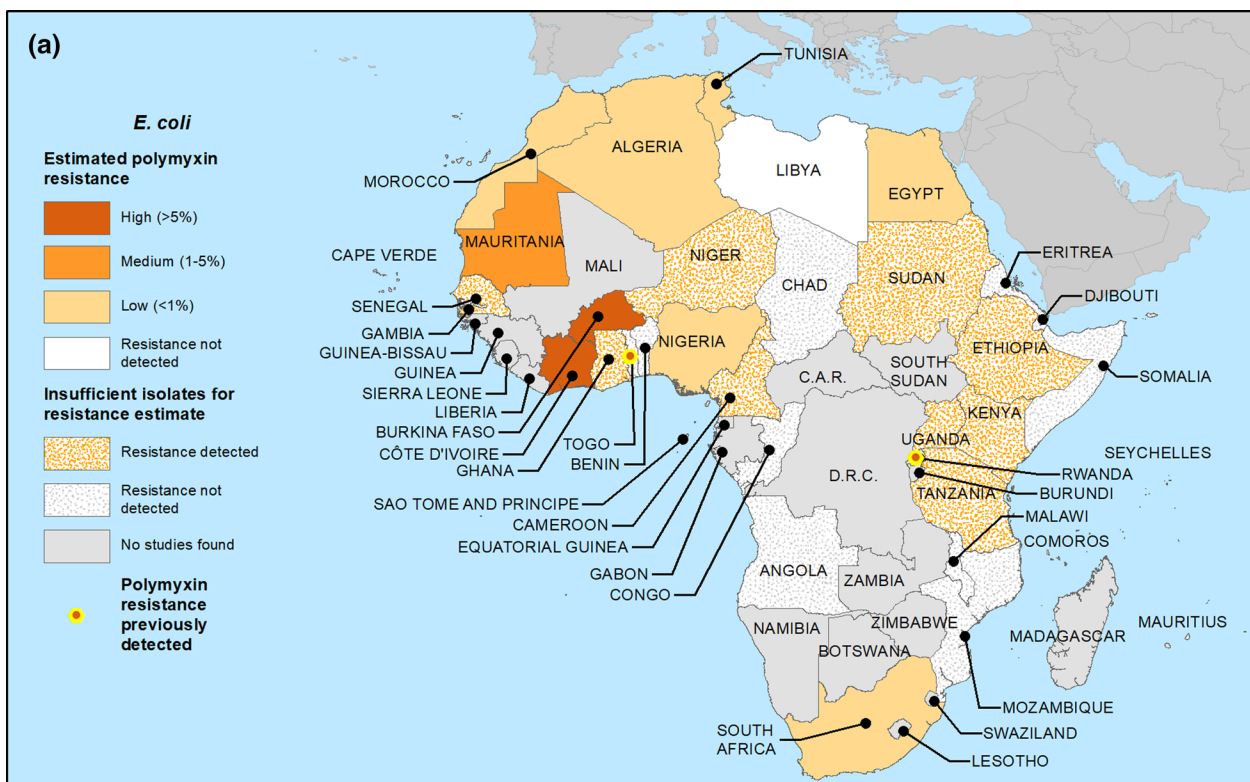 (a)
E. coli
Estimated polymyxin
resistance
High (>5%)
Medium (1-5%)
Low (<1%)
Resistance not
detected
Insufficient isolates for
resistance estimate
Resistance detected
Resistance not
detected
No studies found
Polymyxin
resistance
previously
detected
TUNISIA
ALGERIA
LIBYA
EGYPT
MOROCCO
MAURITANIA
CAPE VERDE
MALI
NIGER
CHAD
SUDAN
ERITREA
DJIBOUTI
SENEGAL
GAMBIA
GUINEA-BISSAU
GUINEA
SIERRA LEONE
LIBERIA
BURKINA FASO
CÔTE D'IVOIRE
GHANA
TOGO
BENIN
NIGERIA
C.A.R.
SOUTH
SUDAN
ETHIOPIA
SOMALIA
KENYA
UGANDA
SEYCHELLES
RWANDA
BURUNDI
TANZANIA
D.R.C.
SAO TOME AND PRINCIPE
CAMEROON
EQUATORIAL GUINEA
GABON
CONGO
MALAWI
COMOROS
ANGOLA
ZAMBIA
ZIMBABWE
NAMIBIA
BOTSWANA
MADAGASCAR
MAURITIUS
MOZAMBIQUE
SWAZILAND
LESOTHO
SOUTH
AFRICA